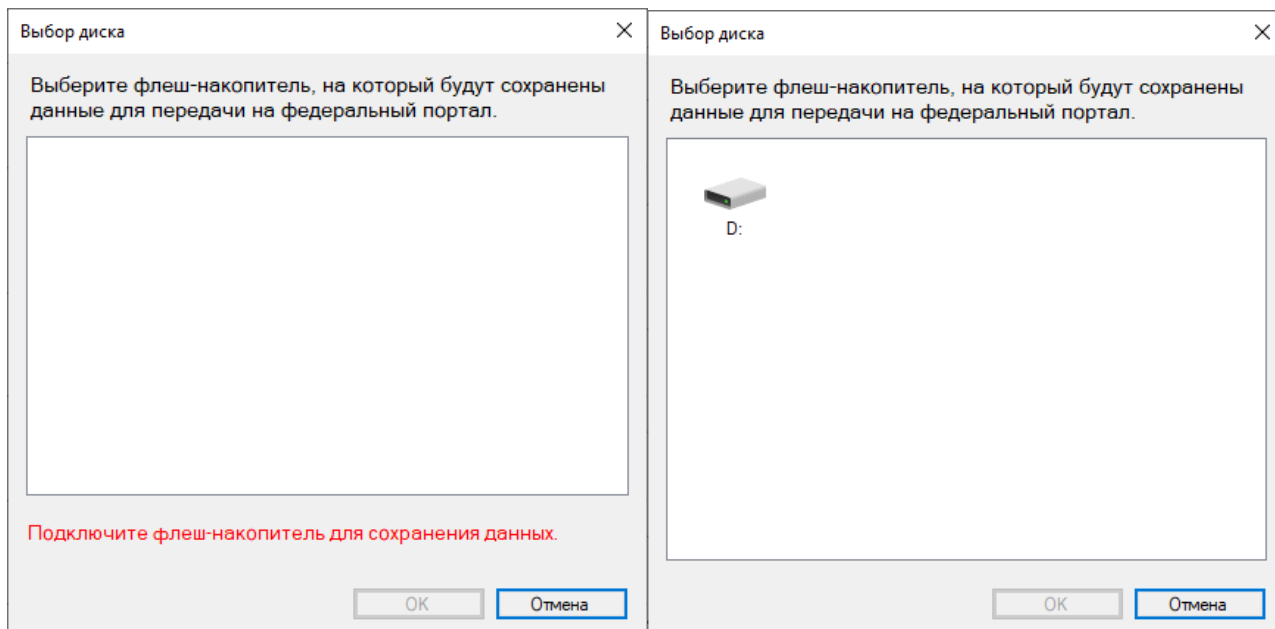 Выбор диска
Выберите флеш-накопитель, на который будут сохранены
данные для передачи на федеральный портал.
Подключите флеш-накопитель для сохранения данных.
OK
Отмена
Выбор диска
Выберите флеш-накопитель, на который будут сохранены
данные для передачи на федеральный портал.
D:
OK
Отмена